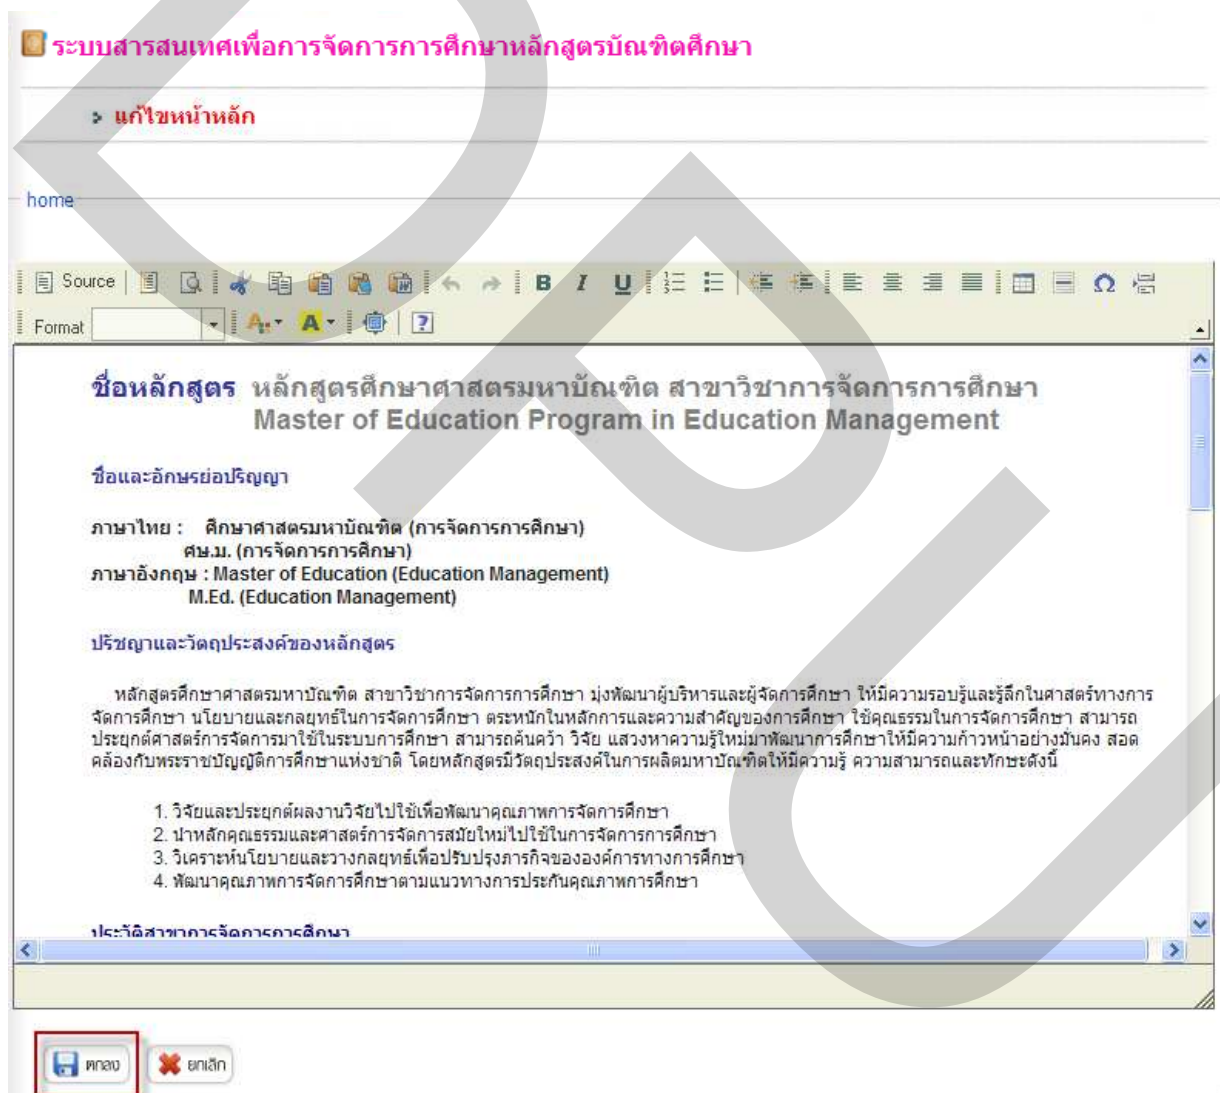 ระบบสารสนเทศเพื่อการจัดการการศึกษาหลักสูตรบัณฑิตศึกษา
แก้ไขหน้าหลัก
home
Source B I U
Format
ชื่อหลักสูตร หลักสูตรศึกษาศาสตรมหาบัณฑิต สาขาวิชาการจัดการการศึกษา
Master of Education Program in Education Management
ชื่อและอักษรย่อปริญญา
ภาษาไทย : ศึกษาศาสตรมหาบัณฑิต (การจัดการการศึกษา)
ศษ.ม. (การจัดการการศึกษา)
ภาษาอังกฤษ : Master of Education (Education Management)
M.Ed. (Education Management)
ปรัชญาและวัตถุประสงค์ของหลักสูตร
หลักสูตรศึกษาศาสตรมหาบัณฑิต สาขาวิชาการจัดการการศึกษา มุ่งพัฒนาผู้บริหารและผู้จัดการศึกษา ให้มีความรอบรู้และรู้ลึกในศาสตร์ทางการ
จัดการศึกษา นโยบายและกลยุทธ์ในการจัดการศึกษา ตระหนักในหลักการและความสำคัญของการศึกษา ใช้คุณธรรมในการจัดการศึกษา สามารถ
ประยุกต์ศาสตร์การจัดการมาใช้ในระบบการศึกษา สามารถค้นคว้า วิจัย แสวงหาความรู้ใหม่มาพัฒนาการศึกษาให้มีความก้าวหน้าอย่างมั่นคง สอด
คล้องกับพระราชบัญญัติการศึกษาแห่งชาติ โดยหลักสูตรมีวัตถุประสงค์ในการผลิตมหาบัณฑิตให้มีความรู้ ความสามารถและทักษะดังนี้
1. วิจัยและประยุกต์ผลงานวิจัยไปใช้เพื่อพัฒนาคุณภาพการจัดการศึกษา
2. นำหลักคุณธรรมและศาสตร์การจัดการสมัยใหม่ไปใช้ในการจัดการการศึกษา
3. วิเคราะห์นโยบายและวางกลยุทธ์เพื่อปรับปรุงภารกิจขององค์การทางการศึกษา
4. พัฒนาคุณภาพการจัดการศึกษาตามแนวทางการประกันคุณภาพการศึกษา
ประวัติสาขาการจัดการการศึกษา
ตกลง ยกเลิก
DPU